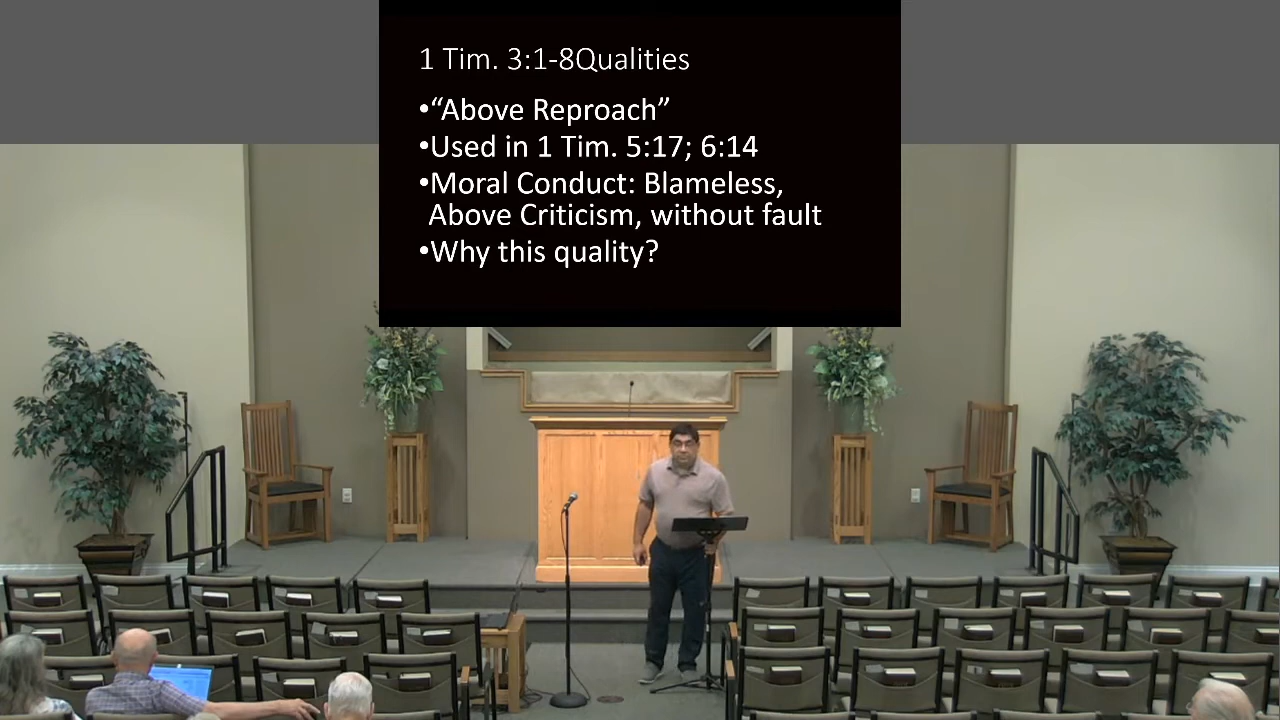 1 Tim. 3:1-8Qualities
•“Above Reproach”
•Used in 1 Tim. 5:17; 6:14
•Moral Conduct: Blameless,
Above Criticism, without fault
•Why this quality?